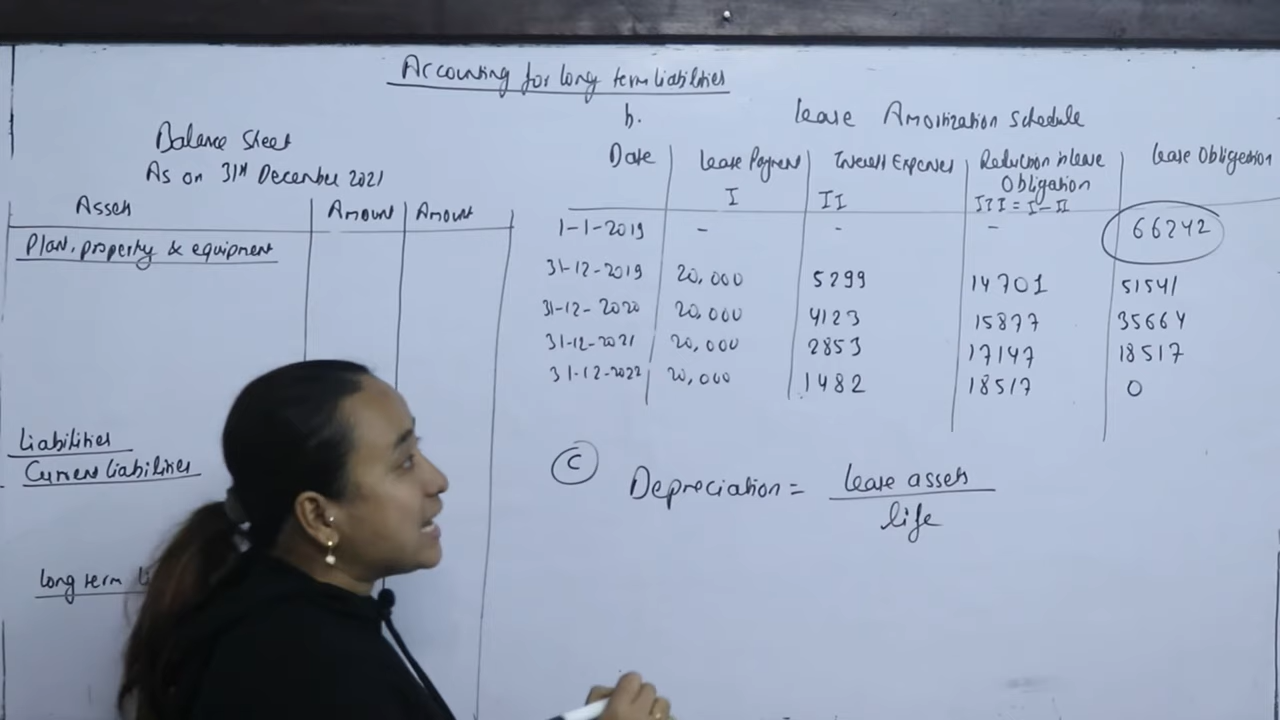 Accounting for long term liabilities
Balance Sheet
As on 31st December 2021
Assets Amount Amount
Plant, property & equipment
Liabilities
Current liabilities
long term
b. Lease Amortization Schedule
Date Lease Payment Interest Expenses Reduction in lease Obligation Lease Obligation
I II III = I - II
1-1-2019 - - - 66242
31-12-2019 20,000 5299 14701 51541
31-12-2020 20,000 4123 15877 35664
31-12-2021 20,000 2853 17147 18517
31-12-2022 20,000 1482 18517 0
C Depreciation = lease assets
life